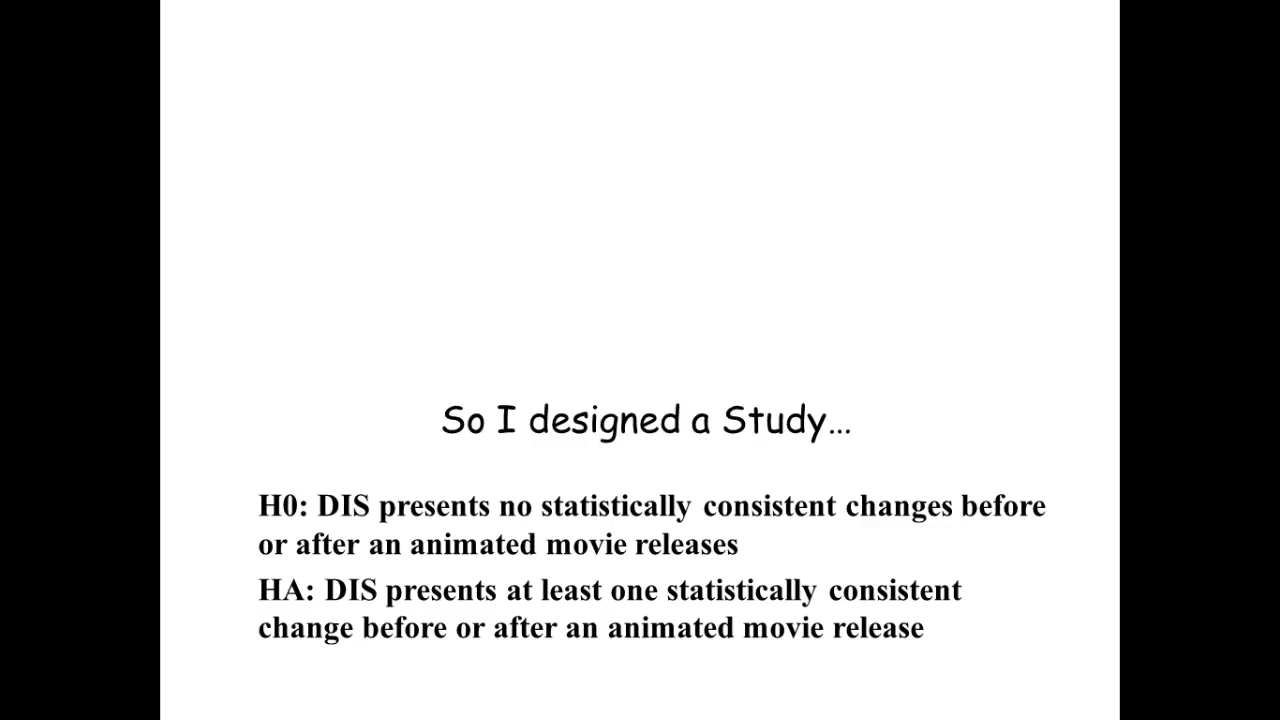 So I designed a Study...
H0: DIS presents no statistically consistent changes before
or after an animated movie releases
HA: DIS presents at least one statistically consistent
change before or after an animated movie release